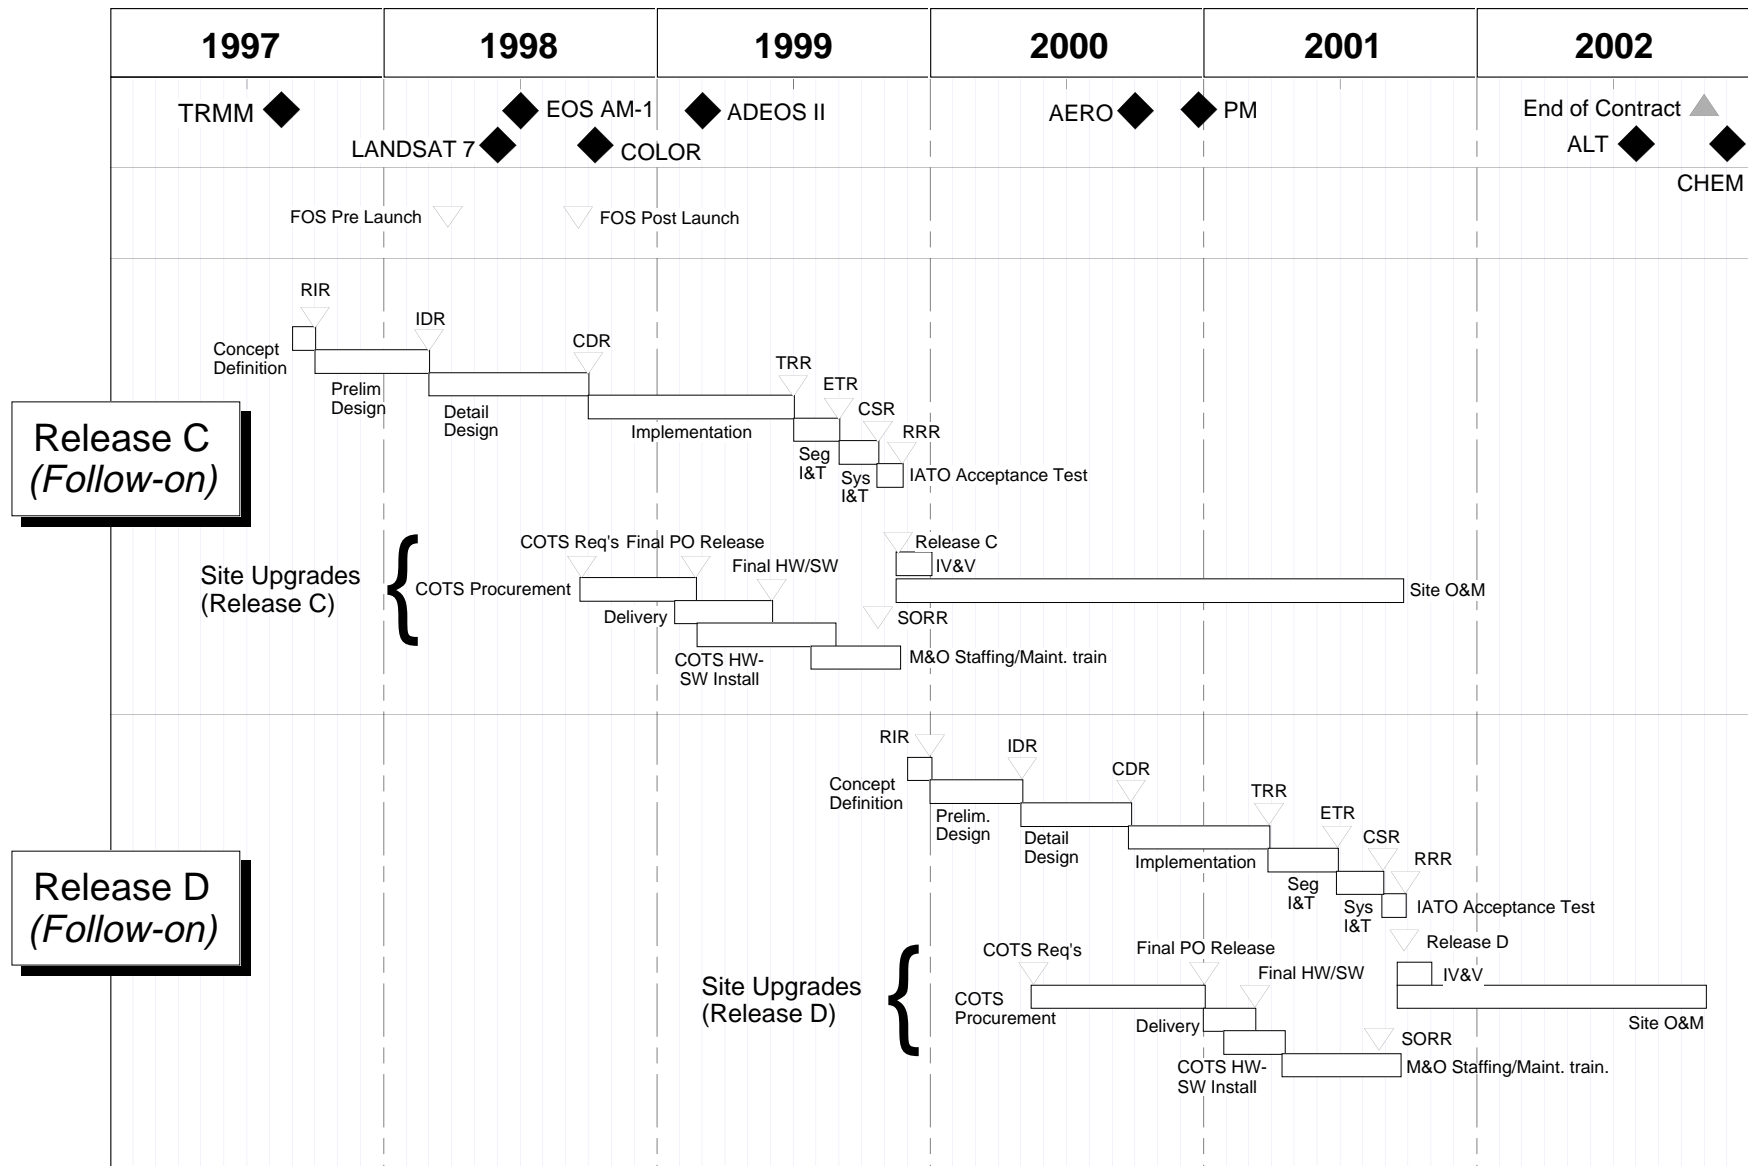 1997 1998 1999 2000 2001 2002
TRMM EOS AM-1 ADEOS II AERO PM End of Contract
LANDSAT 7 COLOR ALT
CHEM
FOS Pre Launch FOS Post Launch
RIR
IDR
CDR
Concept
Definition
TRR
Prelim
Design
ETR
Detail
Design
CSR
Implementation
RRR
Release C
(Follow-on)
Seg
I&T
Sys
I&T
IATO Acceptance Test
COTS Req's Final PO Release
Release C
Final HW/SW
IV&V
Site Upgrades
(Release C)
{
COTS Procurement
Site O&M
Delivery
SORR
COTS HW-
SW Install
M&O Staffing/Maint. train
RIR
IDR
CDR
Concept
Definition
TRR
Prelim.
Design
ETR
Detail
Design
CSR
Implementation
RRR
Release D
(Follow-on)
Seg
I&T
Sys
I&T
IATO Acceptance Test
COTS Req's
Final PO Release
Release D
Final HW/SW
IV&V
Site Upgrades
(Release D)
{
COTS
Procurement
Delivery
Site O&M
SORR
COTS HW-
SW Install
M&O Staffing/Maint. train.